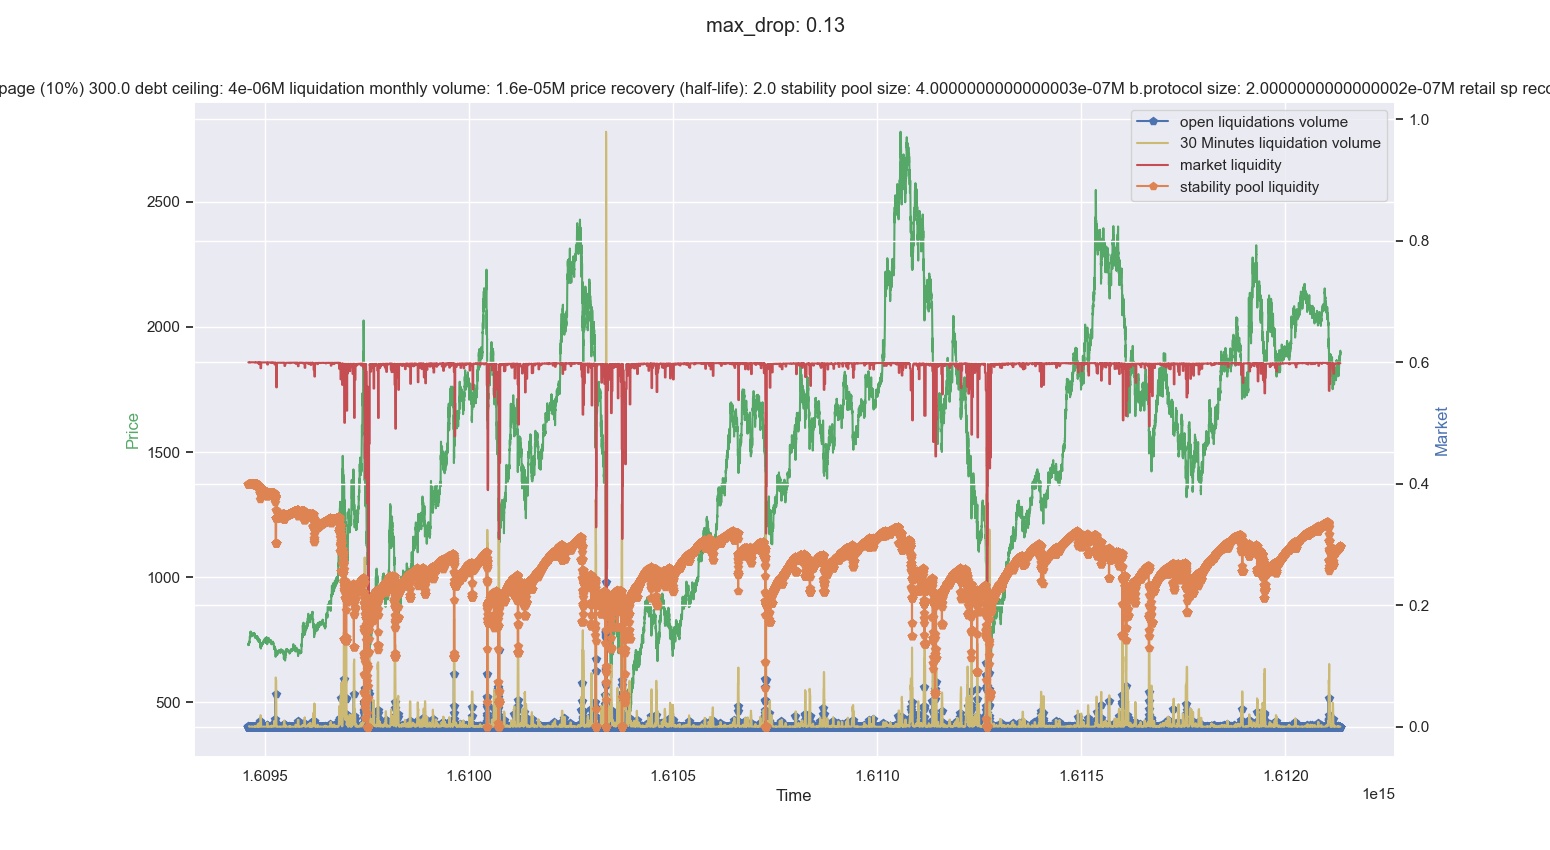 max_drop: 0.13
page (10%) 300.0 debt ceiling: 4e-06M liquidation monthly volume: 1.6e-05M price recovery (half-life): 2.0 stability pool size: 4.0000000000000003e-07M b.protocol size: 2.0000000000000002e-07M retail sp reco
open liquidations volume
30 Minutes liquidation volume
market liquidity
stability pool liquidity
2500
2000
1500
1000
500
Price
1.0
0.8
0.6
0.4
0.2
0.0
Market
1.6095
1.6100
1.6105
1.6110
1.6115
1.6120
Time
1e15